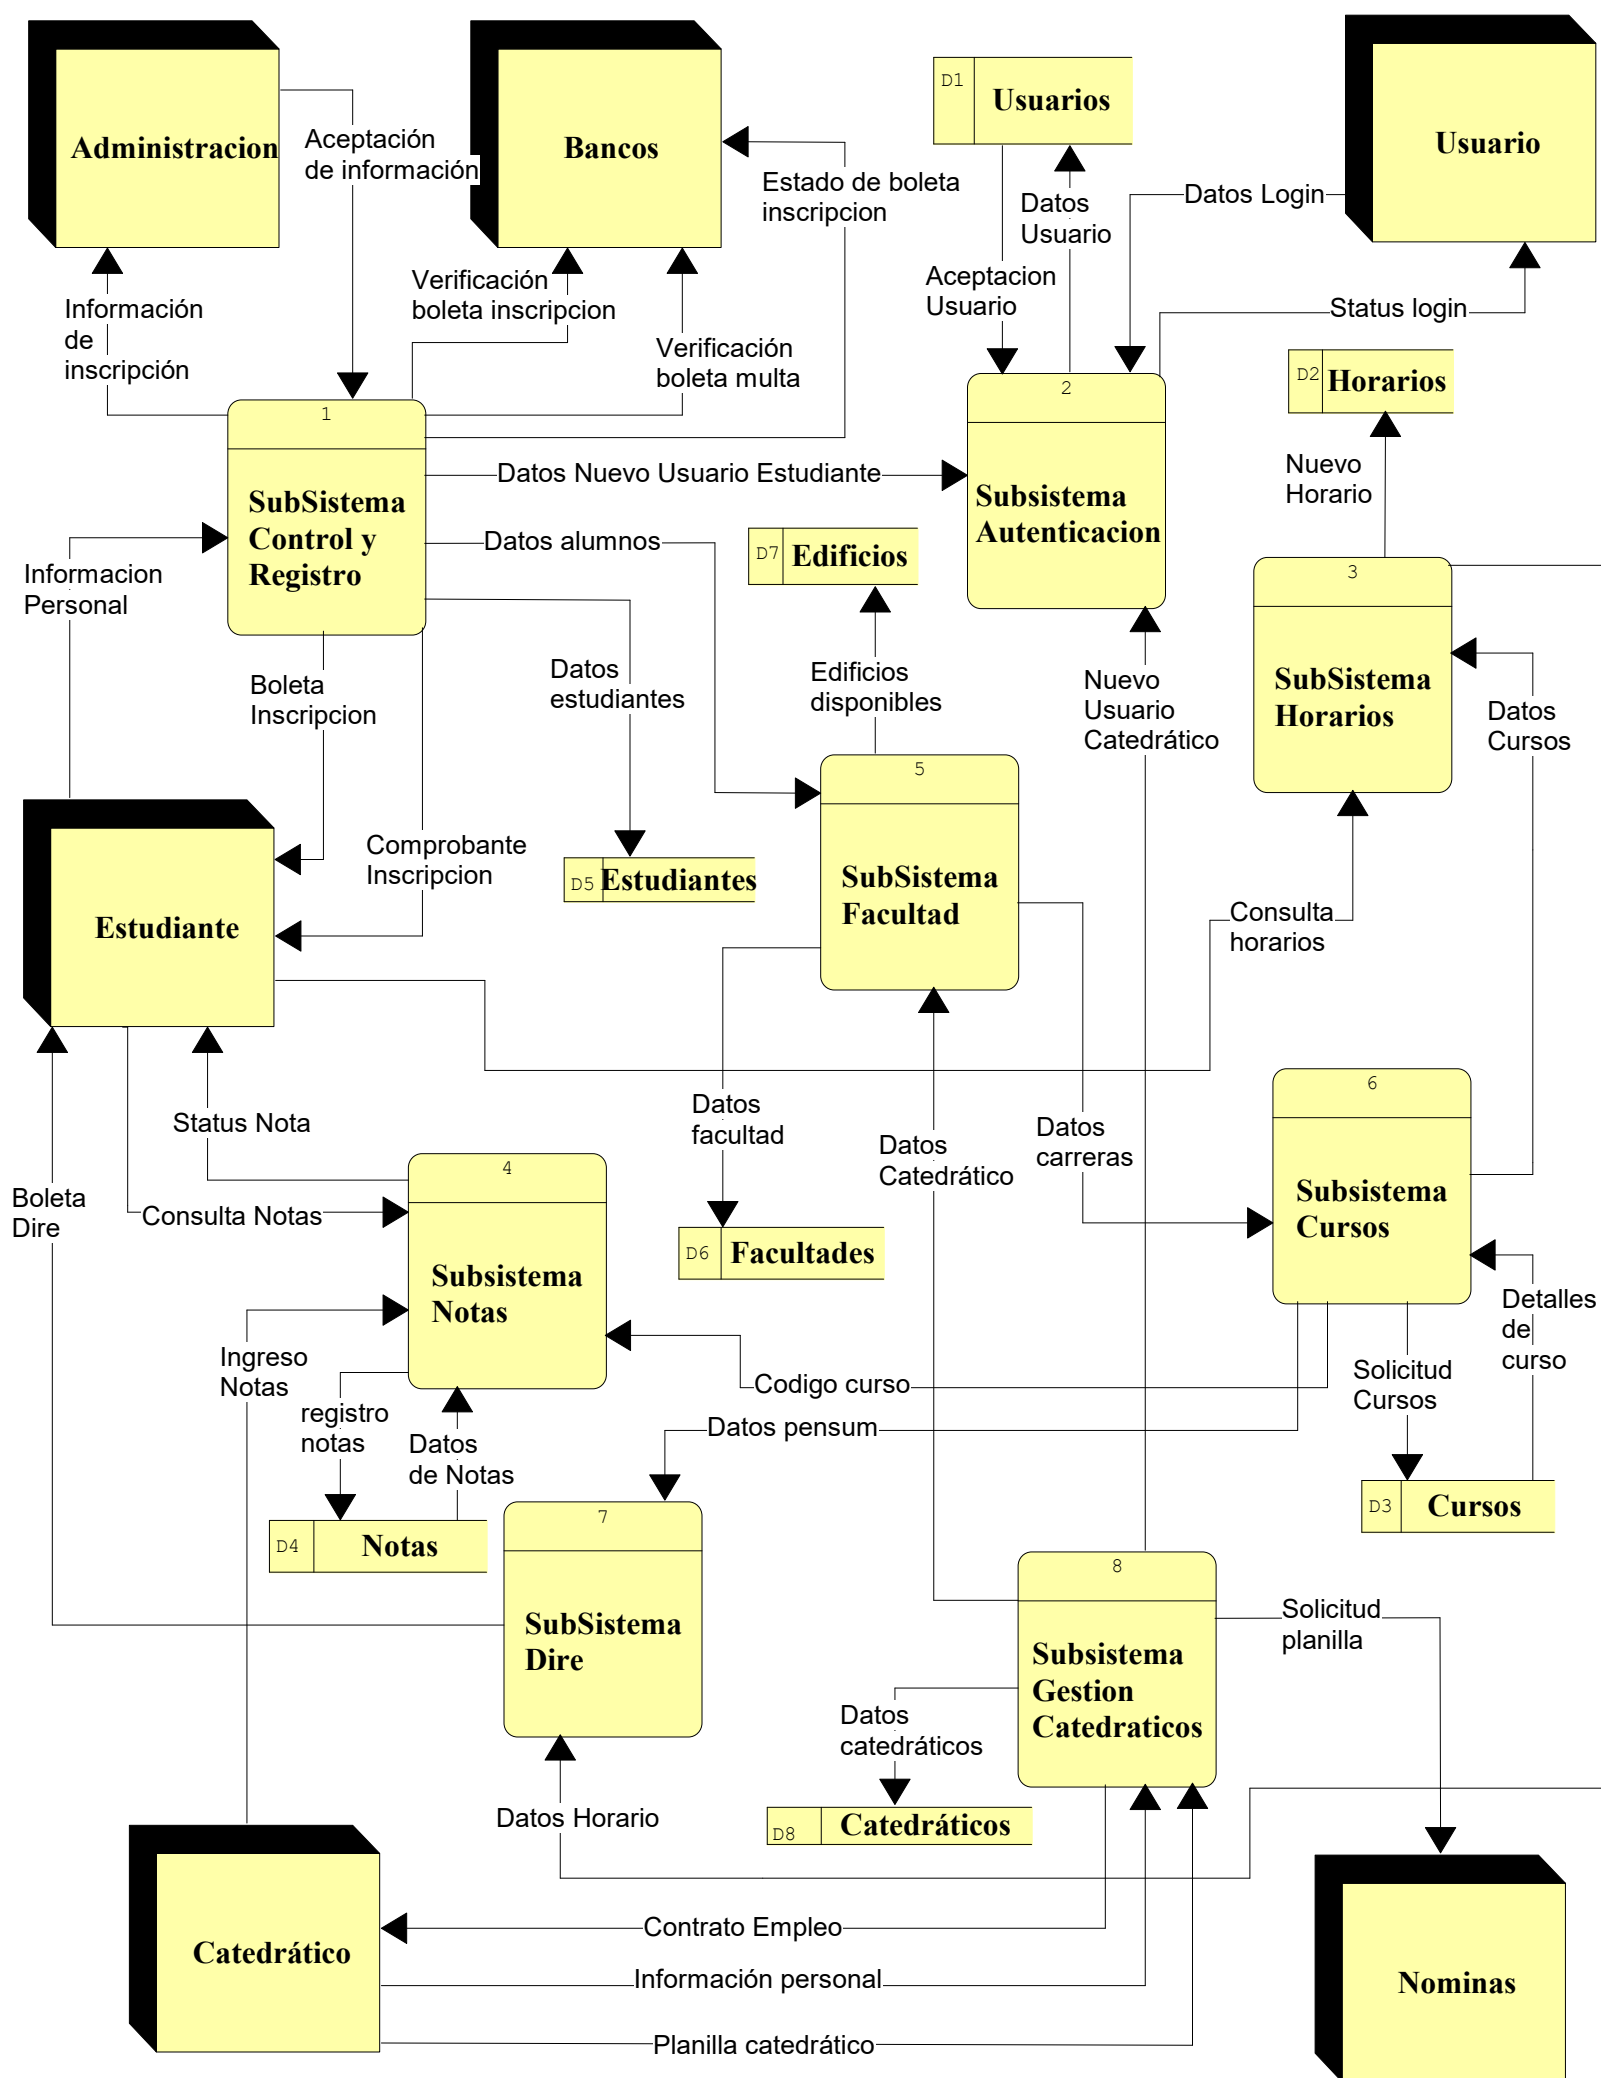 Administracion
Aceptación
de información
Bancos
Estado de boleta
inscripcion
D1
Usuarios
Datos
Usuario
Aceptacion
Usuario
Datos Login
Usuario
Status login
Información
de
inscripción
Verificación
boleta inscripcion
Verificación
boleta multa
D2
Horarios
Nuevo
Horario
1
SubSistema
Control y
Registro
Datos Nuevo Usuario Estudiante
2
Subsistema
Autenticacion
Datos alumnos
D7
Edificios
3
SubSistema
Horarios
Informacion
Personal
Boleta
Inscripcion
Datos
estudiantes
Edificios
disponibles
Nuevo
Usuario
Catedrático
Datos
Cursos
5
SubSistema
Facultad
Comprobante
Inscripcion
D5
Estudiantes
Estudiante
Consulta
horarios
Status Nota
Datos
facultad
Datos
Catedrático
Datos
carreras
6
Subsistema
Cursos
Boleta
Dire
Consulta Notas
4
Subsistema
Notas
D6
Facultades
Detalles
de
curso
Ingreso
Notas
registro
notas
Datos
de Notas
Codigo curso
Solicitud
Cursos
Datos pensum
D3
Cursos
D4
Notas
7
SubSistema
Dire
8
Subsistema
Gestion
Catedraticos
Solicitud
planilla
Datos
catedráticos
Datos Horario
D8
Catedráticos
Catedrático
Contrato Empleo
Información personal
Planilla catedrático
Nominas